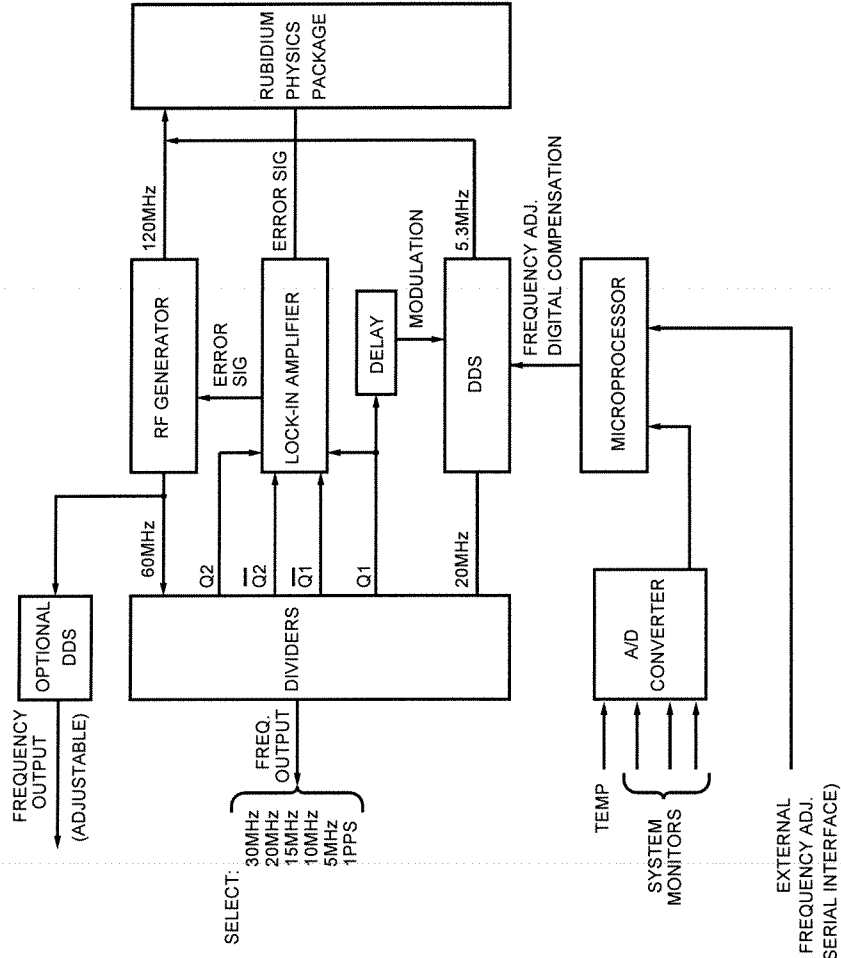 RUBIDIUM
PHYSICS
PACKAGE
120MHz
ERROR SIG
5.3MHz
MODULATION
FREQUENCY ADJ.
DIGITAL COMPENSATION
RF GENERATOR
ERROR
SIG
LOCK-IN AMPLIFIER
DELAY
DDS
MICROPROCESSOR
60MHz
Q2
Q2
Q1
Q1
20MHz
OPTIONAL
DDS
DIVIDERS
A/D
CONVERTER
FREQUENCY
OUTPUT
(ADJUSTABLE)
FREQ.
OUTPUT
SELECT:
30MHz
20MHz
15MHz
10MHz
5MHz
1PPS
TEMP
SYSTEM
MONITORS
EXTERNAL
FREQUENCY ADJ.
SERIAL INTERFACE)